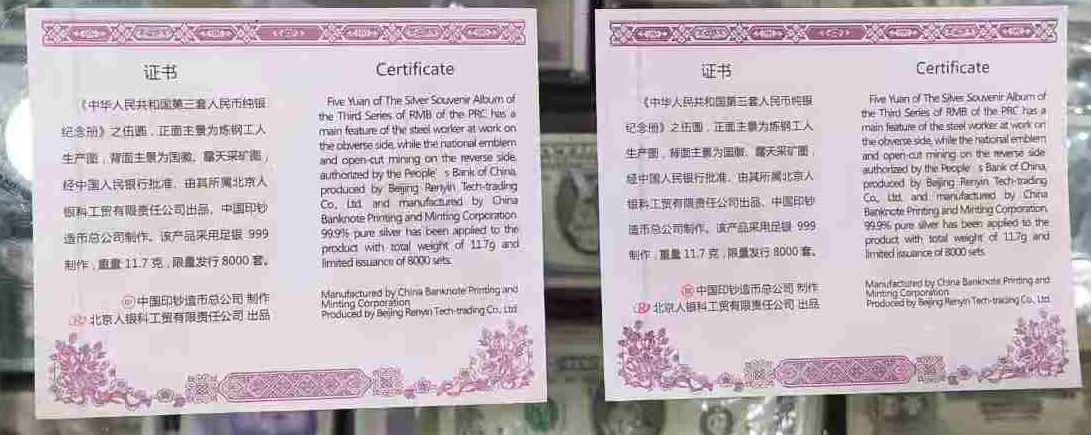 证书
《中华人民共和国第三套人民币纯银
纪念册》之伍圆，正面主景为炼钢工人
生产图，背面主景为国徽、露天采矿图，
经中国人民银行批准、由其所属北京人
银科工贸有限责任公司出品、中国印钞
造币总公司制作。该产品采用足银 999
制作，重量 11.7 克，限量发行 8000 套。
中国印钞造币总公司 制作
北京人银科工贸有限责任公司 出品
Certificate
Five Yuan of The Silver Souvenir Album of
the Third Series of RMB of the PRC has a
main feature of the steel worker at work on
the obverse side, while the national emblem
and open-cut mining on the reverse side,
authorized by the People' s Bank of China,
produced by Beijing Renyin Tech-trading
Co., Ltd. and manufactured by China
Banknote Printing and Minting Corporation.
99.9% pure silver has been applied to the
product with total weight of 11.7g and
limited issuance of 8000 sets.
Manufactured by China Banknote Printing and
Minting Corporation
Produced by Beijing Renyin Tech-trading Co., Ltd.
证书
《中华人民共和国第三套人民币纯银
纪念册》之伍圆，正面主景为炼钢工人
生产图，背面主景为国徽、露天采矿图，
经中国人民银行批准、由其所属北京人
银科工贸有限责任公司出品、中国印钞
造币总公司制作。该产品采用足银 999
制作，重量 11.7 克，限量发行 8000 套。
中国印钞造币总公司 制作
北京人银科工贸有限责任公司 出品
Certificate
Five Yuan of The Silver Souvenir Album of
the Third Series of RMB of the PRC has a
main feature of the steel worker at work on
the obverse side, while the national emblem
and open-cut mining on the reverse side,
authorized by the People' s Bank of China,
produced by Beijing Renyin Tech-trading
Co., Ltd. and manufactured by China
Banknote Printing and Minting Corporation.
99.9% pure silver has been applied to the
product with total weight of 11.7g and
limited issuance of 8000 sets.
Manufactured by China Banknote Printing and
Minting Corporation
Produced by Beijing Renyin Tech-trading Co., Ltd.